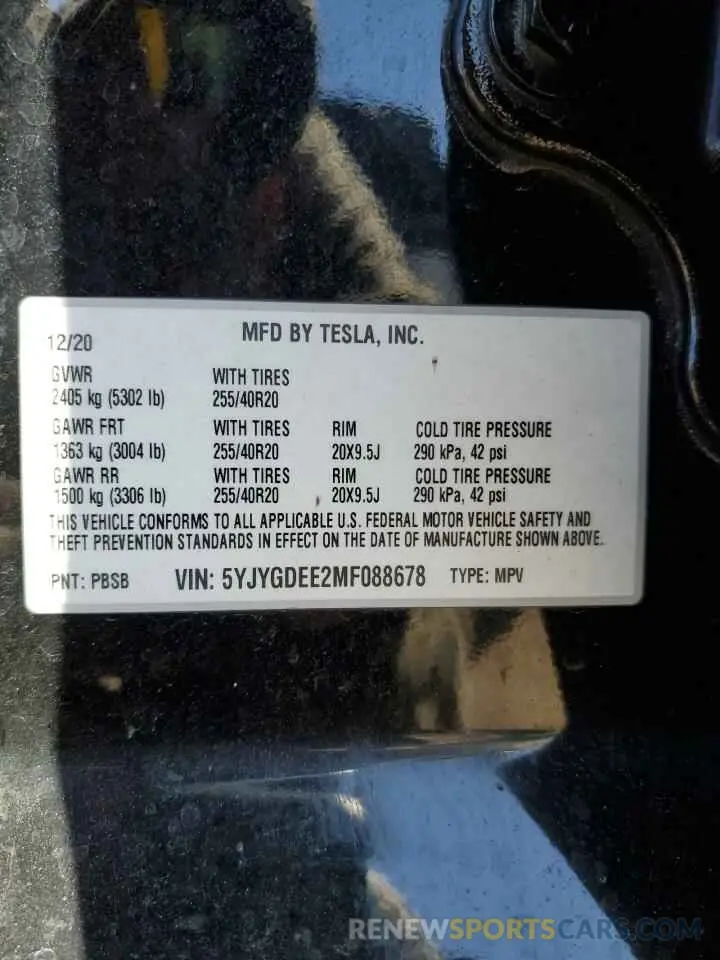 12/20 MFD BY TESLA, INC.
GVWR WITH TIRES
2405 kg (5302 lb) 255/40R20
GAWR FRT WITH TIRES RIM COLD TIRE PRESSURE
1363 kg (3004 lb) 255/40R20 20X9.5J 290 kPa, 42 psi
GAWR RR WITH TIRES RIM COLD TIRE PRESSURE
1500 kg (3306 lb) 255/40R20 20X9.5J 290 kPa, 42 psi
THIS VEHICLE CONFORMS TO ALL APPLICABLE U.S. FEDERAL MOTOR VEHICLE SAFETY AND
THEFT PREVENTION STANDARDS IN EFFECT ON THE DATE OF MANUFACTURE SHOWN ABOVE.
PNT: PBSB VIN: 5YJYGDEE2MF088678 TYPE: MPV
RENEWSPORTSCARS.COM